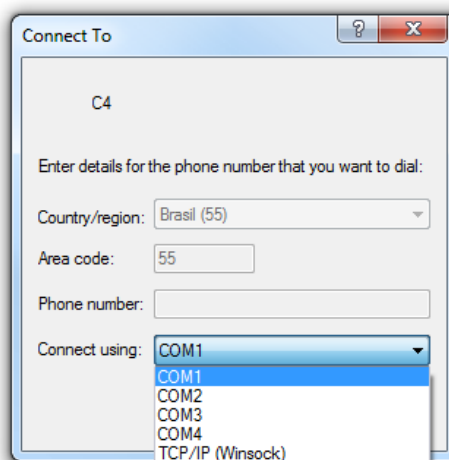 Connect To
C4
Enter details for the phone number that you want to dial:
Country/region: Brasil (55)
Area code: 55
Phone number:
Connect using: COM1
COM1
COM2
COM3
COM4
TCP/IP (Winsock)